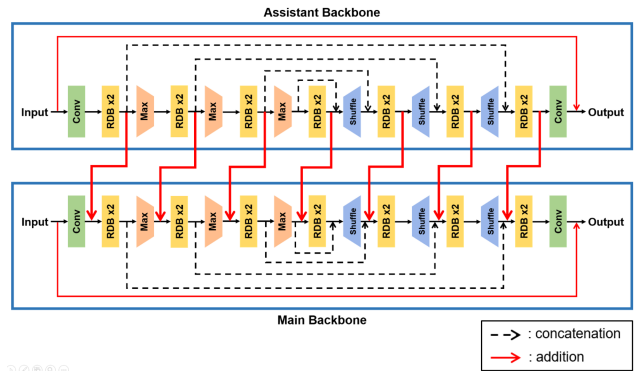 Assistant Backbone
Input
Conv
RDB x2
Max
RDB x2
Max
RDB x2
Max
RDB x2
Shuffle
RDB x2
Shuffle
RDB x2
Shuffle
RDB x2
Conv
Output
Input
Conv
RDB x2
Max
RDB x2
Max
RDB x2
Max
RDB x2
Shuffle
RDB x2
Shuffle
RDB x2
Shuffle
RDB x2
Conv
Output
Main Backbone
: concatenation
: addition